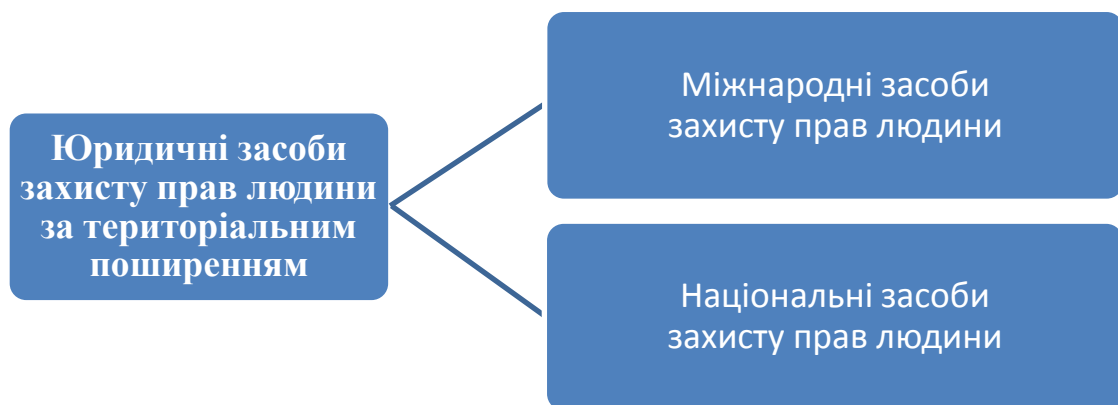 Юридичні засоби
захисту прав людини
за територіальним
поширенням
Міжнародні засоби
захисту прав людини
Національні засоби
захисту прав людини